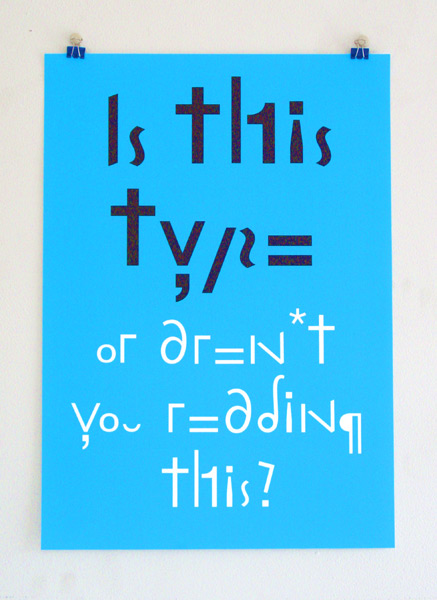 Is this
type
or aren't
you reading
this?